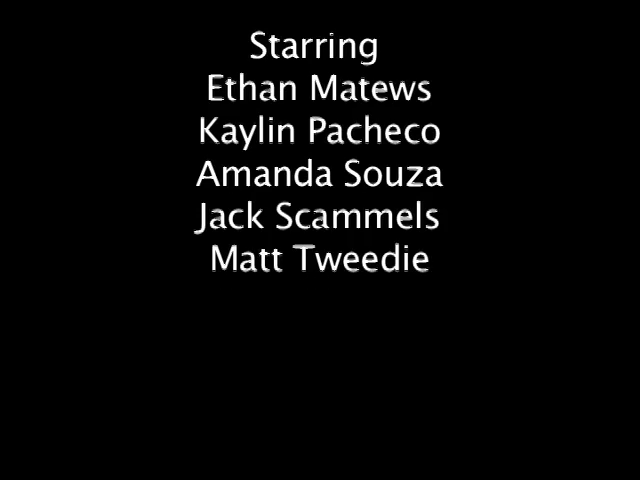 Starring
Ethan Matews
Kaylin Pacheco
Amanda Souza
Jack Scammels
Matt Tweedie